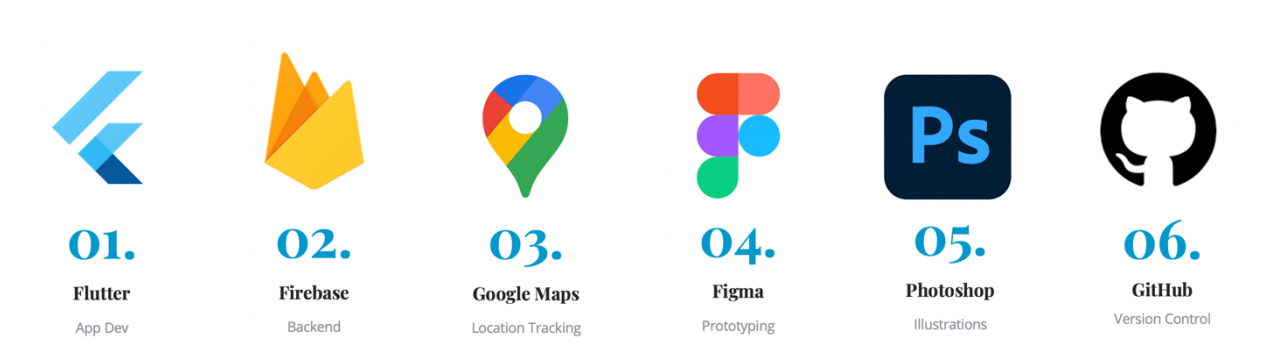 Ps
01.
02.
03.
04.
05.
06.
Flutter
Firebase
Google Maps
Figma
Photoshop
GitHub
App Dev
Backend
Location Tracking
Prototyping
Illustrations
Version Control